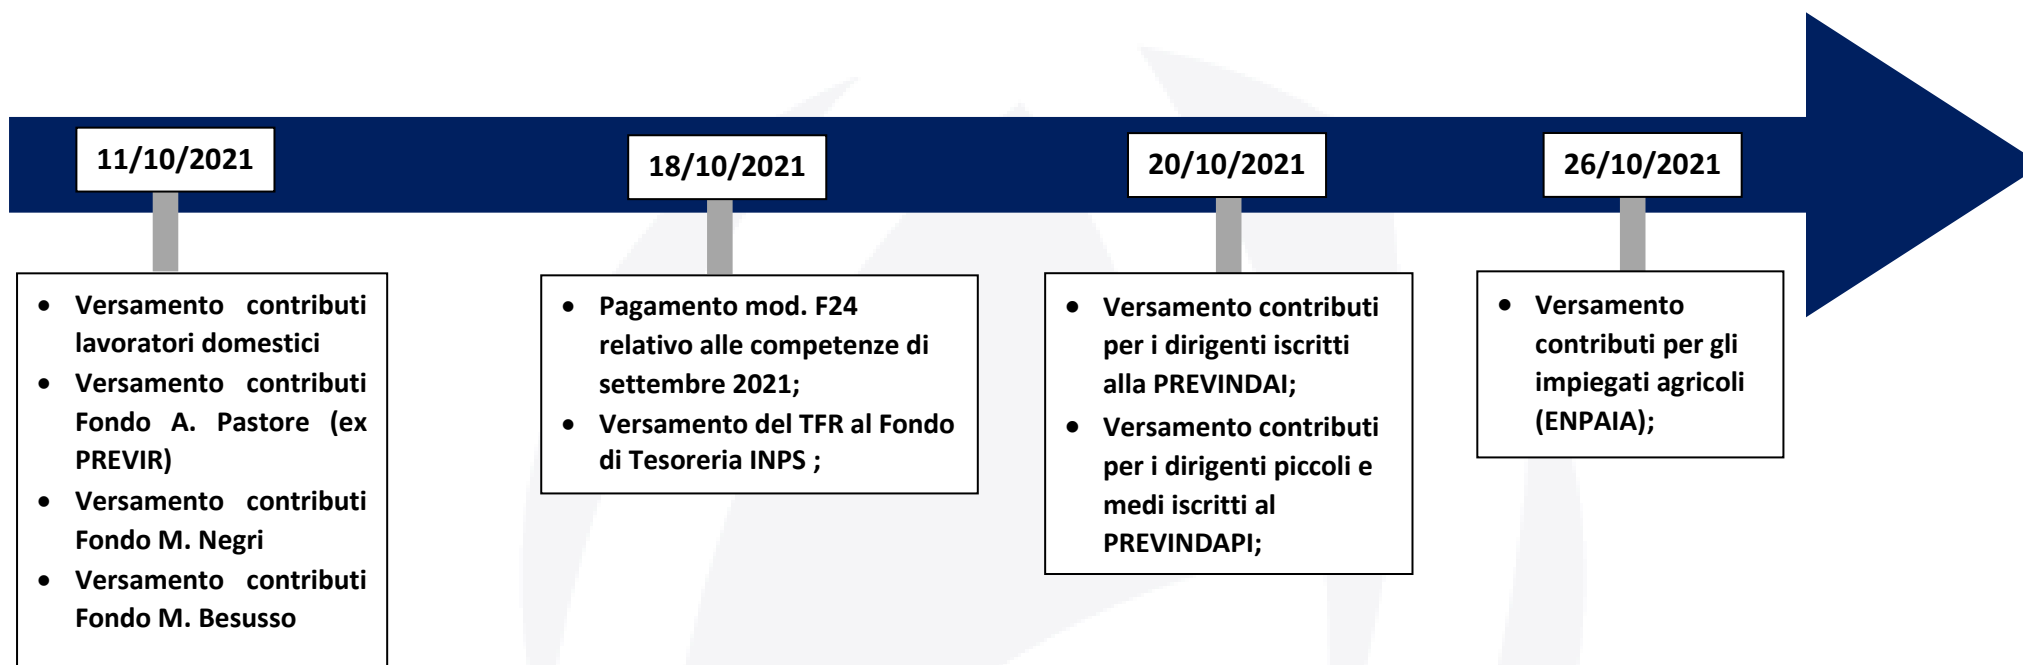 11/10/2021
• Versamento contributi
lavoratori domestici
• Versamento contributi
Fondo A. Pastore (ex
PREVIR)
• Versamento contributi
Fondo M. Negri
• Versamento contributi
Fondo M. Besusso
18/10/2021
• Pagamento mod. F24
relativo alle competenze di
settembre 2021;
• Versamento del TFR al Fondo
di Tesoreria INPS ;
20/10/2021
• Versamento contributi
per i dirigenti iscritti
alla PREVINDAI;
• Versamento contributi
per i dirigenti piccoli e
medi iscritti al
PREVINDAPI;
26/10/2021
• Versamento
contributi per gli
impiegati agricoli
(ENPAIA);